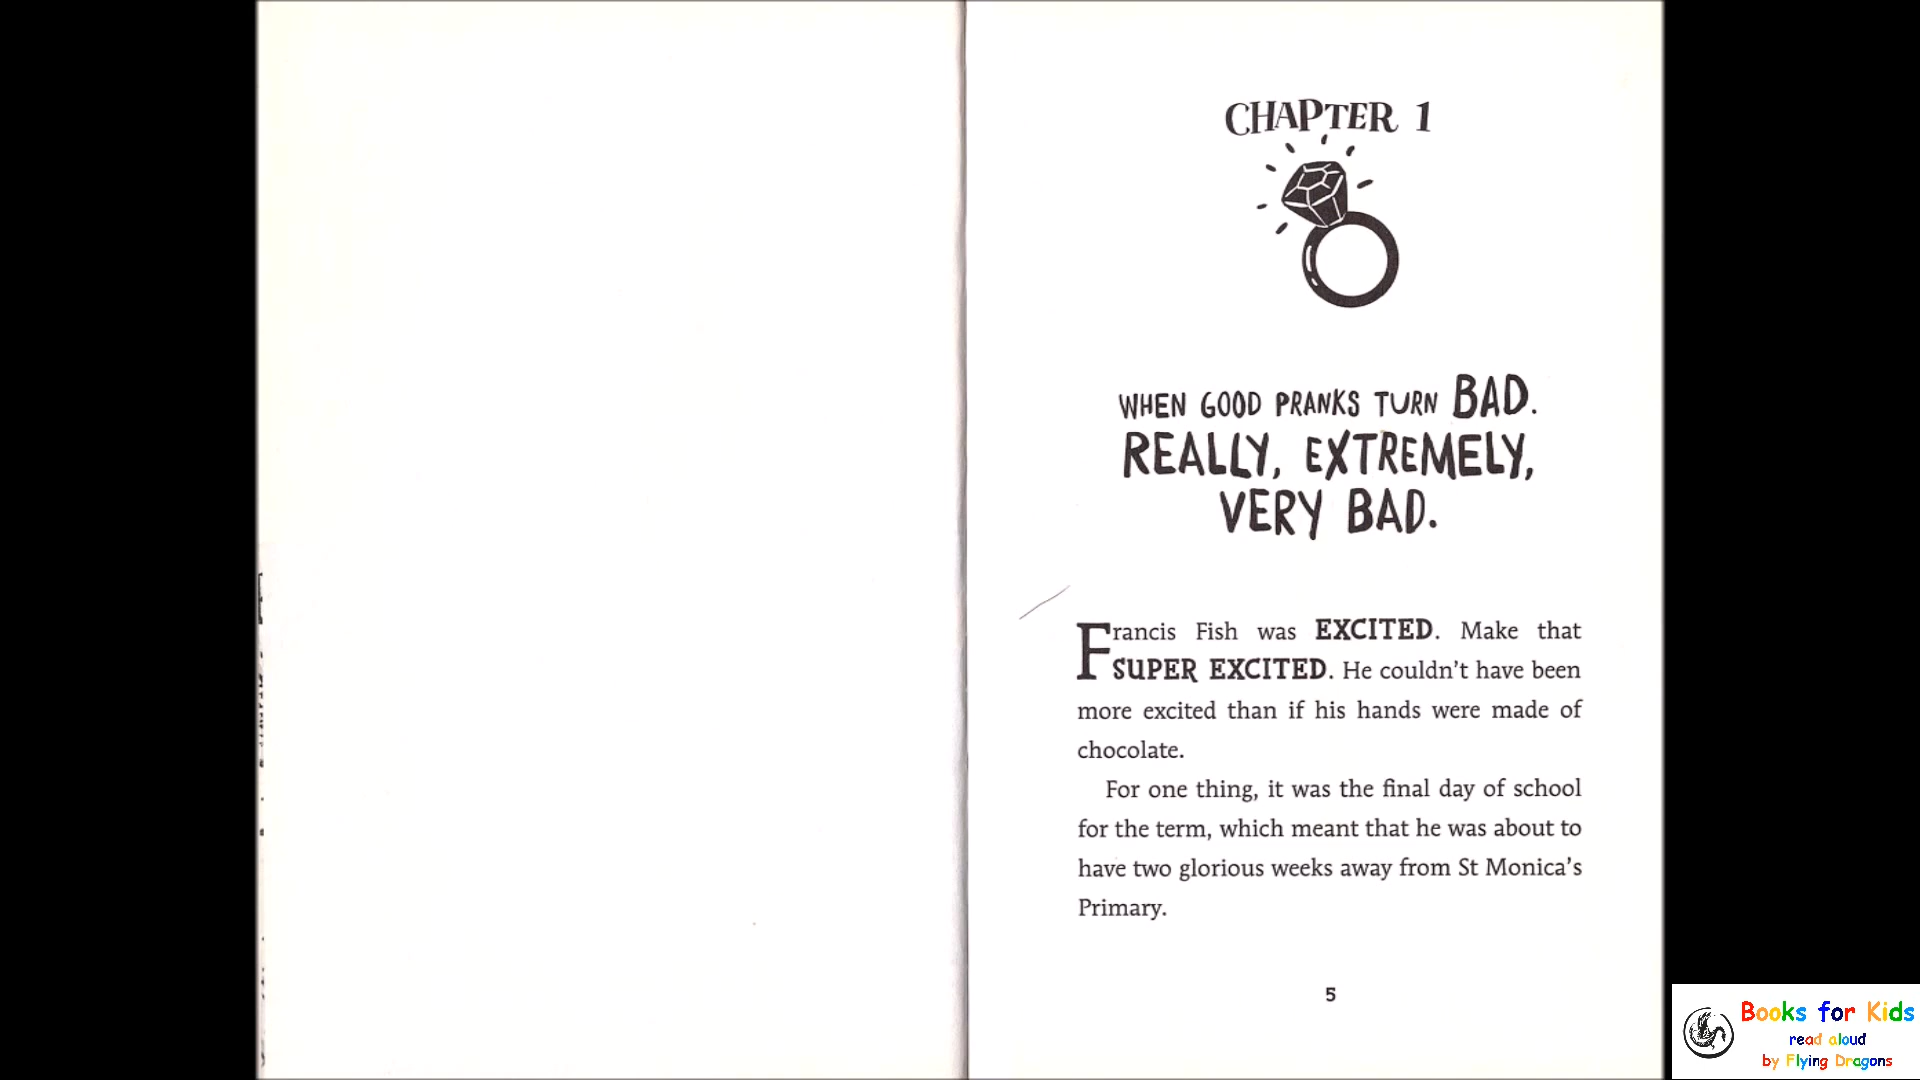 CHAPTER 1
WHEN GOOD PRANKS TURN BAD.
REALLY, EXTREMELY,
VERY BAD.
Francis Fish was EXCITED. Make that
SUPER EXCITED. He couldn't have been
more excited than if his hands were made of
chocolate.
For one thing, it was the final day of school
for the term, which meant that he was about to
have two glorious weeks away from St Monica's
Primary.
5
Books for Kids
read aloud
by Flying Dragons